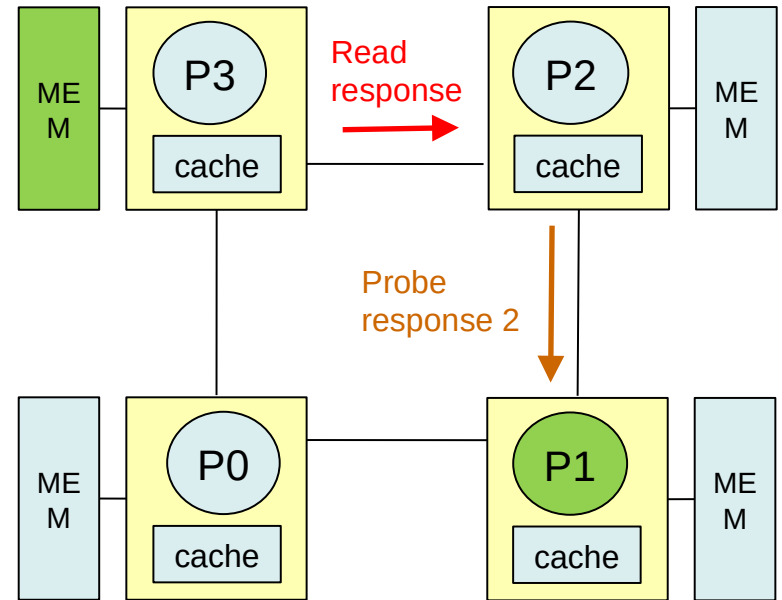 ME
M
P3
cache
Read
response
P2
cache
ME
M
Probe
response 2
ME
M
P0
cache
P1
cache
ME
M